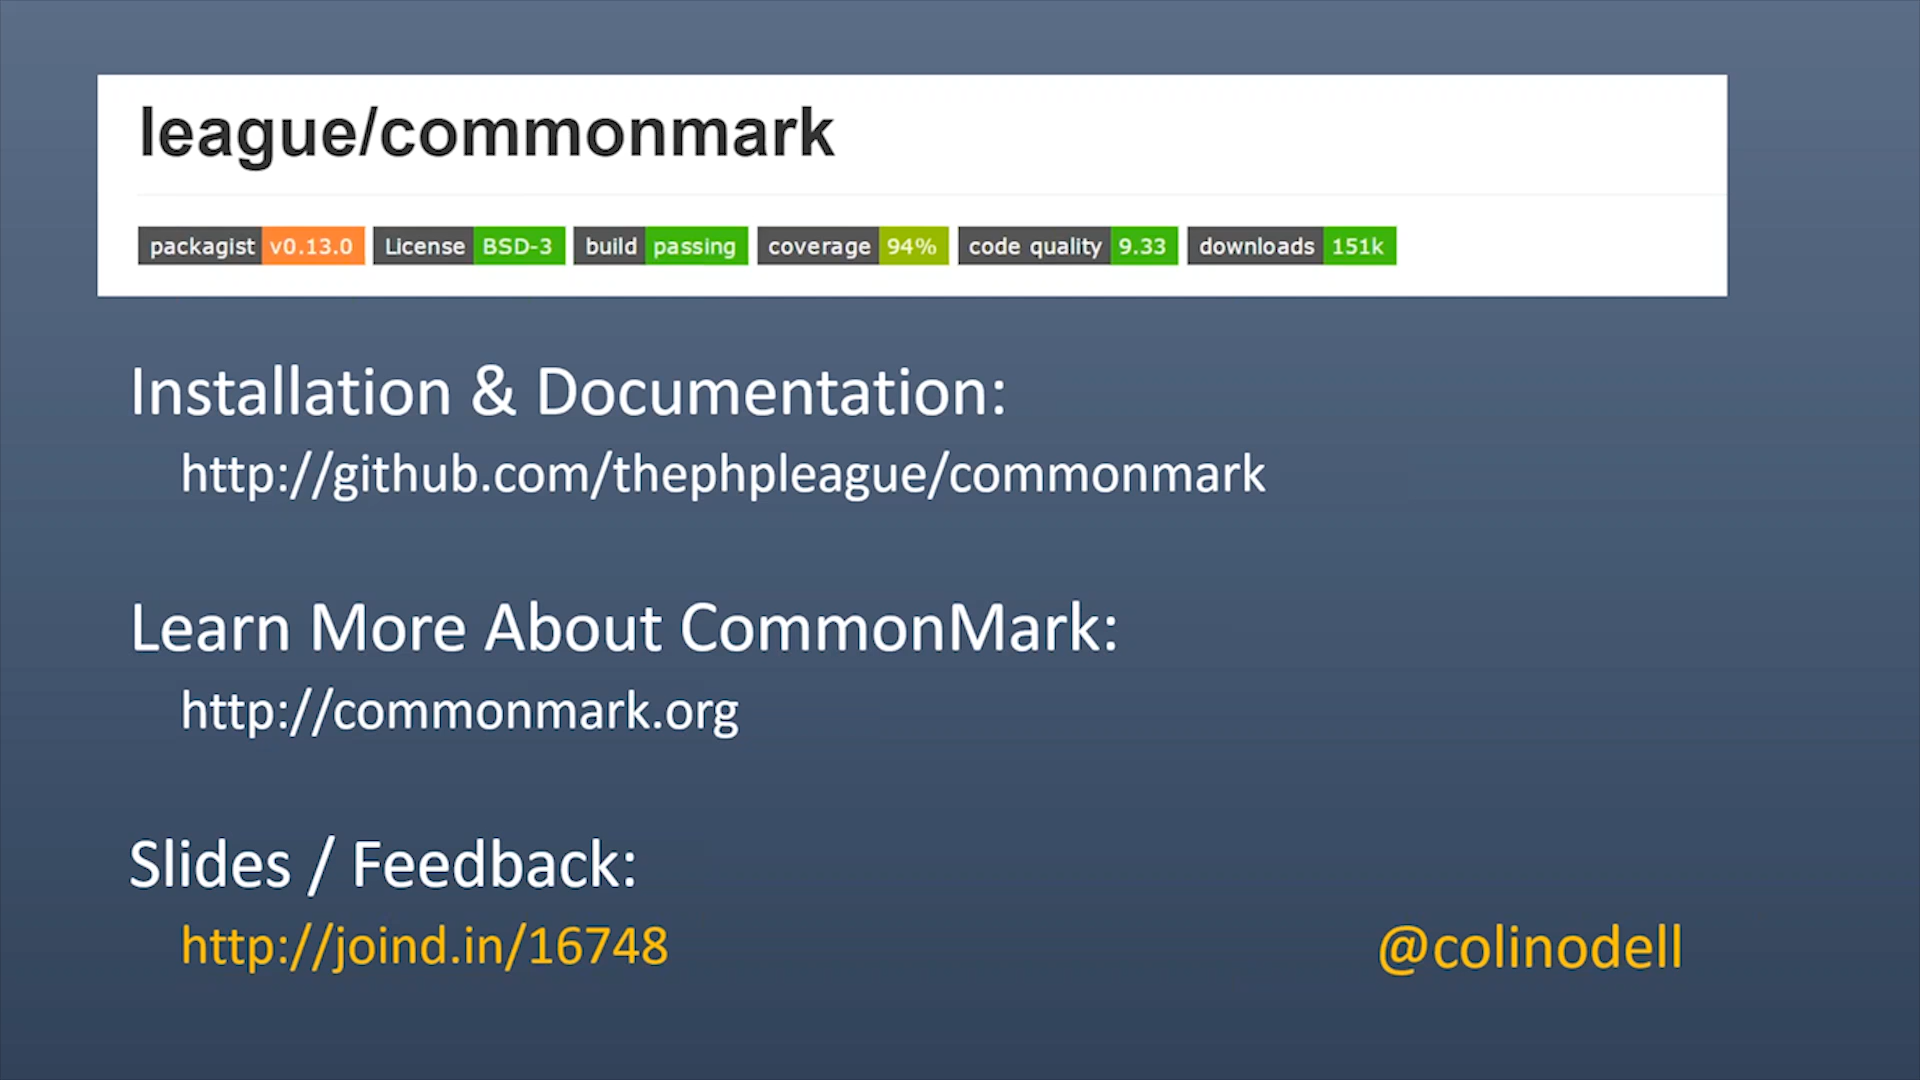 league/commonmark
packagist v0.13.0 License BSD-3 build passing coverage 94% code quality 9.33 downloads 151k
Installation & Documentation:
http://github.com/thephpleague/commonmark
Learn More About CommonMark:
http://commonmark.org
Slides / Feedback:
http://joind.in/16748 @colinodell